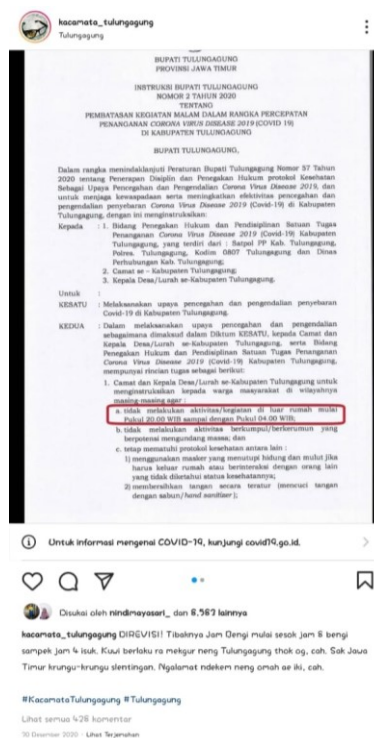 kacamata_tulungagung
Tulungagung
BUPATI TULUNGAGUNG
PROVINSI JAWA TIMUR
INSTRUKSI BUPATI TULUNGAGUNG
NOMOR 2 TAHUN 2020
TENTANG
PEMBATASAN KEGIATAN MALAM DALAM RANGKA PERCEPATAN
PENANGANAN CORONA VIRUS DISEASE 2019 (COVID 19)
DI KABUPATEN TULUNGAGUNG
BUPATI TULUNGAGUNG,
Dalam rangka menindaklanjuti Peraturan Bupati Tulungagung Nomor 57 Tahun
2020 tentang Penerapan Disiplin dan Penegakan Hukum protokol Kesehatan
Sebagai Upaya Pencegahan dan Pengendalian Corona Virus Disease 2019, dan
untuk menjaga kewaspadaan serta meningkatkan efektivitas pencegahan dan
pengendalian penyebaran Corona Virus Disease 2019 (Covid-19) di Kabupaten
Tulungagung, dengan ini menginstruksikan:
Kepada : 1. Bidang Penegakan Hukum dan Pendisiplinan Satuan Tugas
Penanganan Corona Virus Disease 2019 (Covid-19) Kabupaten
Tulungagung, yang terdiri dari : Satpol PP Kab. Tulungagung,
Polres. Tulungagung, Kodim 0807 Tulungagung dan Dinas
Perhubungan Kab. Tulungagung;
2. Camat se – Kabupaten Tulungagung;
3. Kepala Desa/Lurah se-Kabupaten Tulungagung.
Untuk :
KESATU : Melaksanakan upaya pencegahan dan pengendalian penyebaran
Covid-19 di Kabupaten Tulungagung.
KEDUA : Dalam melaksanakan upaya pencegahan dan pengendalian
sebagaimana dimaksud dalam Diktum KESATU, kepada Camat dan
Kepala Desa/Lurah se-Kabupaten Tulungagung, serta Bidang
Penegakan Hukum dan Pendisiplinan Satuan Tugas Penanganan
Corona Virus Disease 2019 (Covid-19) Kabupaten Tulungagung,
mempunyai rincian tugas sebagai berikut:
1. Camat dan Kepala Desa/Lurah se-Kabupaten Tulungagung untuk
menginstruksikan kepada warga masyarakat di wilayahnya
masing-masing agar :
a. tidak melakukan aktivitas/kegiatan di luar rumah mulai
Pukul 20.00 WIB sampai dengan Pukul 04.00 WIB;
b. tidak melakukan aktivitas berkumpul/berkerumun yang
berpotensi mengundang massa; dan
c. tetap mematuhi protokol kesehatan antara lain :
1) menggunakan masker yang menutupi hidung dan mulut jika
harus keluar rumah atau berinteraksi dengan orang lain
yang tidak diketahui status kesehatannya;
2) membersihkan tangan secara teratur (mencuci tangan
dengan sabun/hand sanitizer);
Untuk informasi mengenai COVID-19, kunjungi covid19.go.id.
Disukai oleh nindimayasari_ dan 8,563 lainnya
kacamata_tulungagung DIREVISI! Tibaknya Jam Bengi mulai sesok jam 8 bengi
sampek jam 4 isuk. Kuwi berlaku ra mekgur neng Tulungagung thok og, cah. Sak Jawa
Timur krungu-krungu slentingan. Ngalamat ndekem neng omah ae iki, cah.
#KacamataTulungagung #Tulungagung
Lihat semua 428 komentar
30 Desember 2020 · Lihat Terjemahan